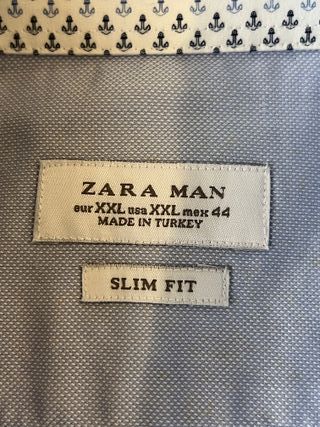 ZARA MAN
eur XXL usa XXL mex 44
MADE IN TURKEY
SLIM FIT